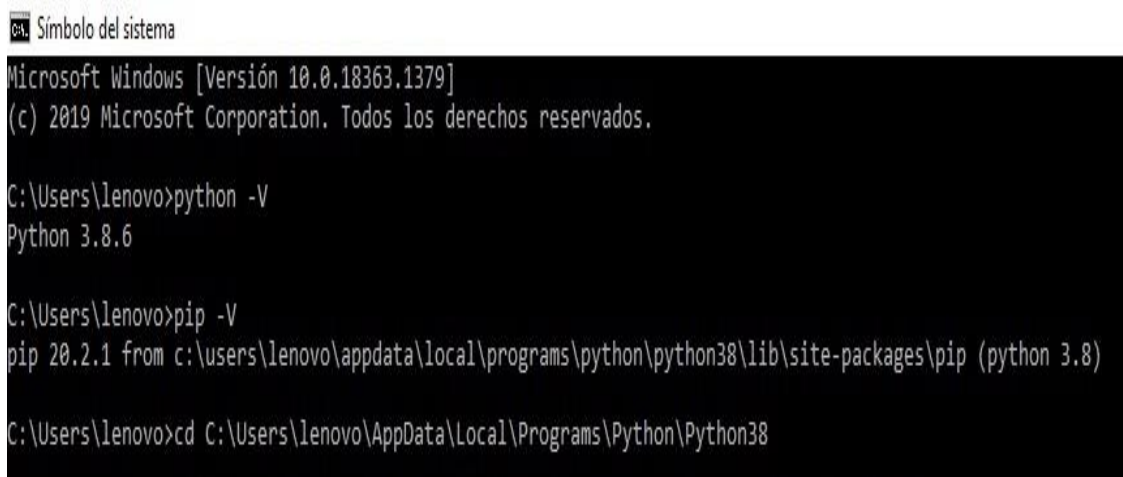 Símbolo del sistema
Microsoft Windows [Versión 10.0.18363.1379]
(c) 2019 Microsoft Corporation. Todos los derechos reservados.
C:\Users\lenovo>python -V
Python 3.8.6
C:\Users\lenovo>pip -V
pip 20.2.1 from c:\users\lenovo\appdata\local\programs\python\python38\lib\site-packages\pip (python 3.8)
C:\Users\lenovo>cd C:\Users\lenovo\AppData\Local\Programs\Python\Python38